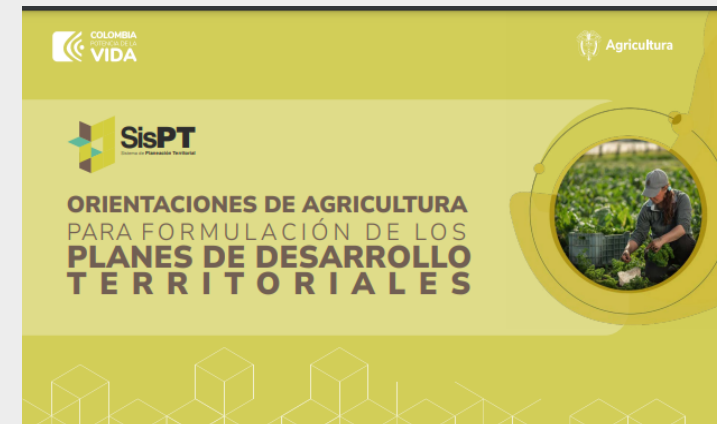 COLOMBIA
POTENCIA DE LA
VIDA
Agricultura
SisPT
Sistema de Planeación Territorial
ORIENTACIONES DE AGRICULTURA
PARA FORMULACIÓN DE LOS
PLANES DE DESARROLLO
TERRITORIALES